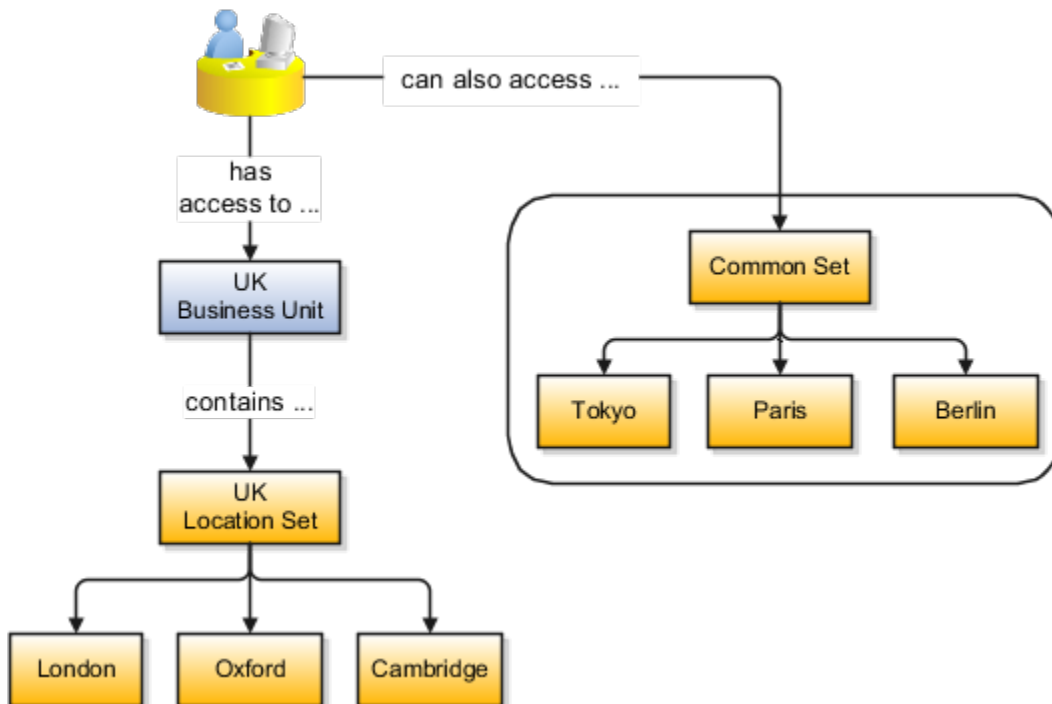 can also access ...
has
access to ...
UK
Business Unit
contains ...
UK
Location Set
London
Oxford
Cambridge
Common Set
Tokyo
Paris
Berlin